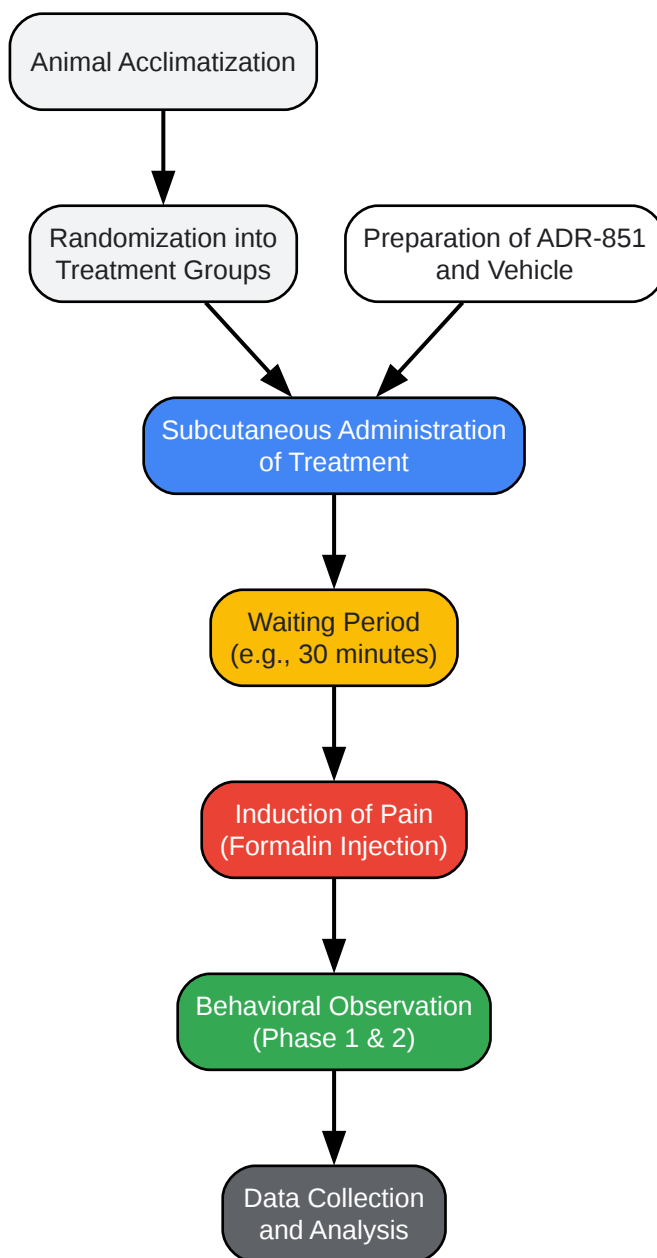 Animal Acclimatization
Randomization into
Treatment Groups
Preparation of ADR-851
and Vehicle
Subcutaneous Administration
of Treatment
Waiting Period
(e.g., 30 minutes)
Induction of Pain
(Formalin Injection)
Behavioral Observation
(Phase 1 & 2)
Data Collection
and Analysis